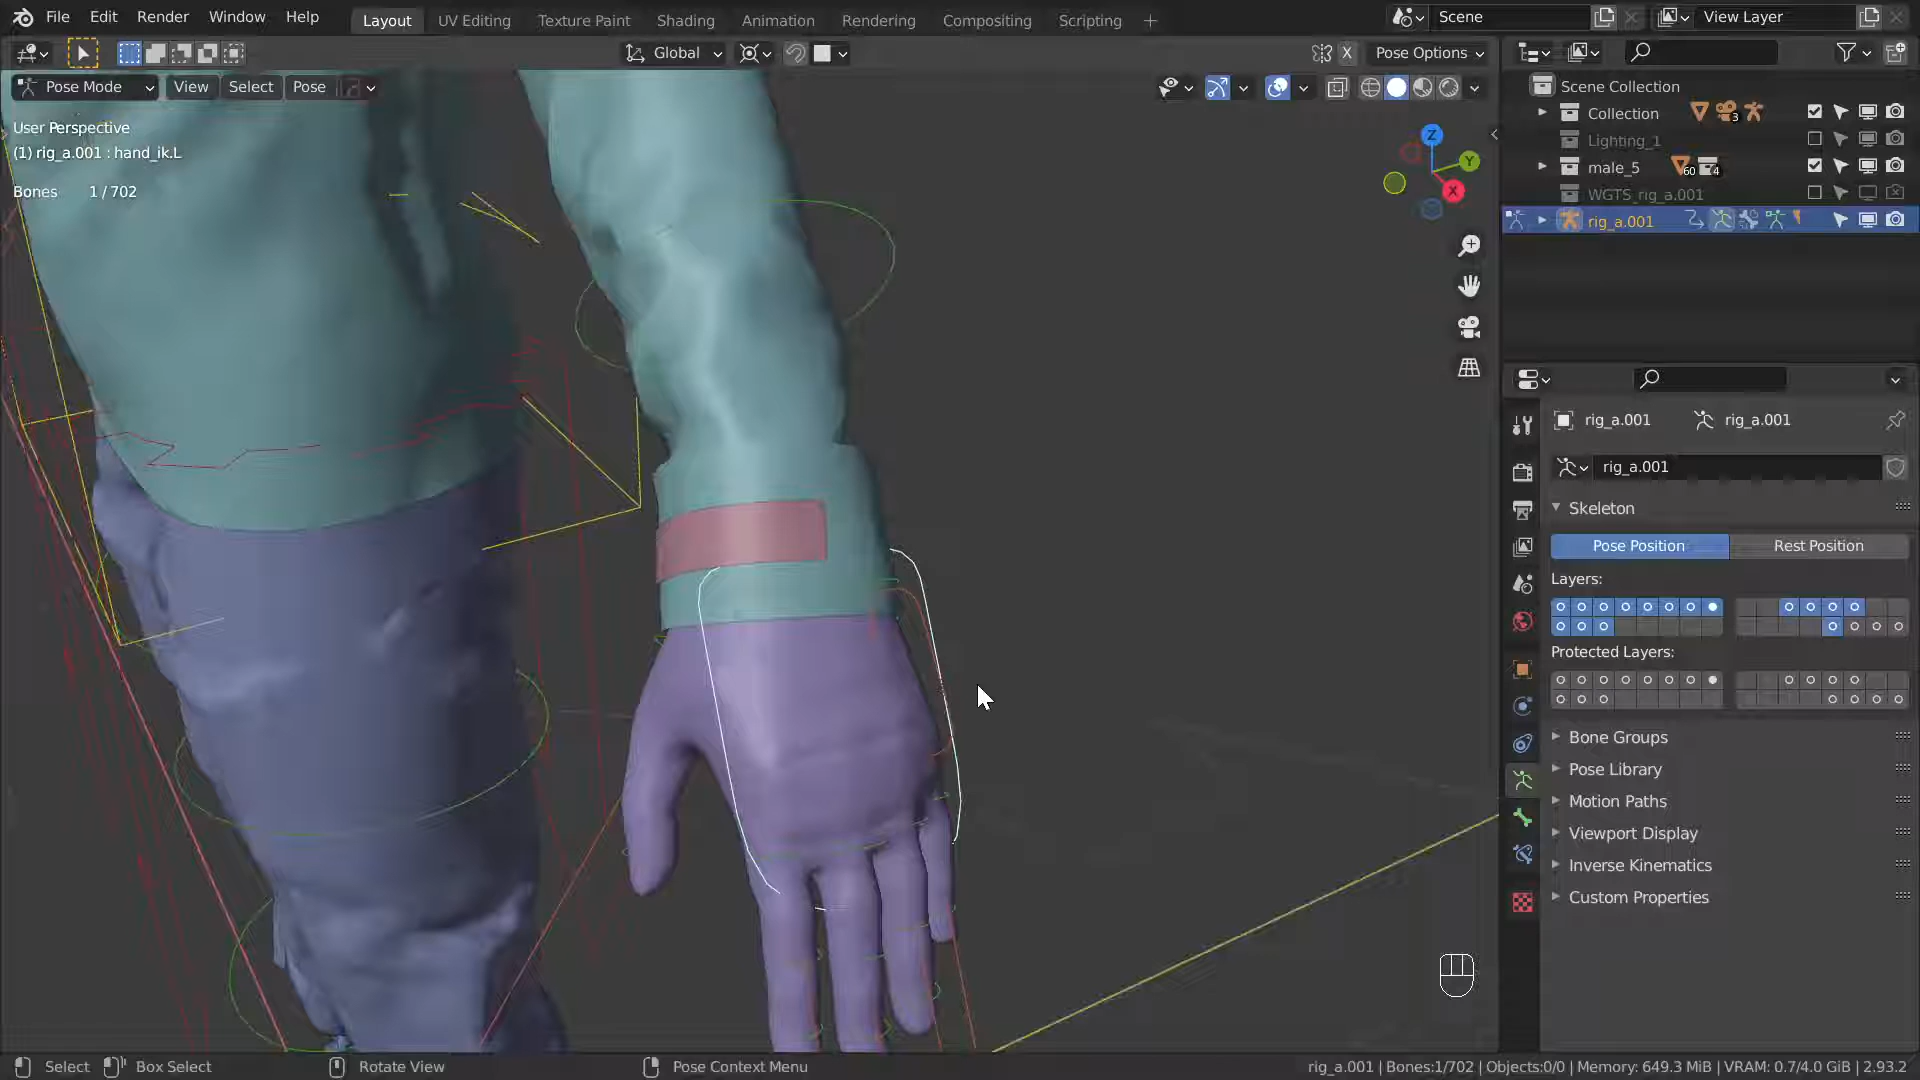 File Edit Render Window Help Layout UV Editing Texture Paint Shading Animation Rendering Compositing Scripting Scene View Layer
Global X Pose Options
Pose Mode View Select Pose
User Perspective
(1) rig_a.001 : hand_ik.L
Bones 1 / 702
Z
Y
X
Scene Collection
Collection 3
Lighting_1
male_5 60 4
WGTS_rig_a.001
rig_a.001
rig_a.001 rig_a.001
rig_a.001
Skeleton
Pose Position Rest Position
Layers:
Protected Layers:
Bone Groups
Pose Library
Motion Paths
Viewport Display
Inverse Kinematics
Custom Properties
Select Box Select Rotate View Pose Context Menu rig_a.001 | Bones:1/702 | Objects:0/0 | Memory: 649.3 MiB | VRAM: 0.7/4.0 GiB | 2.93.2